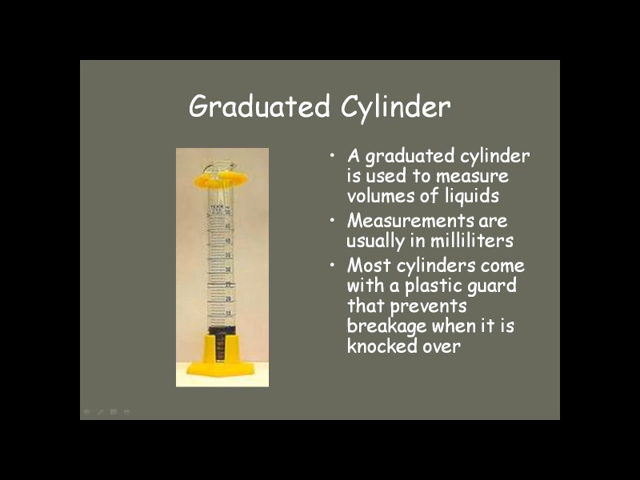 Graduated Cylinder
• A graduated cylinder
is used to measure
volumes of liquids
• Measurements are
usually in milliliters
• Most cylinders come
with a plastic guard
that prevents
breakage when it is
knocked over